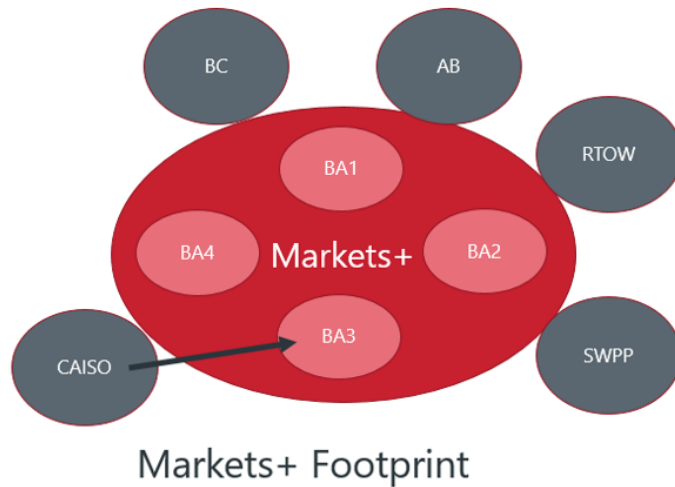 BC
AB
RTOW
BA1
BA4
Markets+
BA2
BA3
CAISO
SWPP
Markets+ Footprint